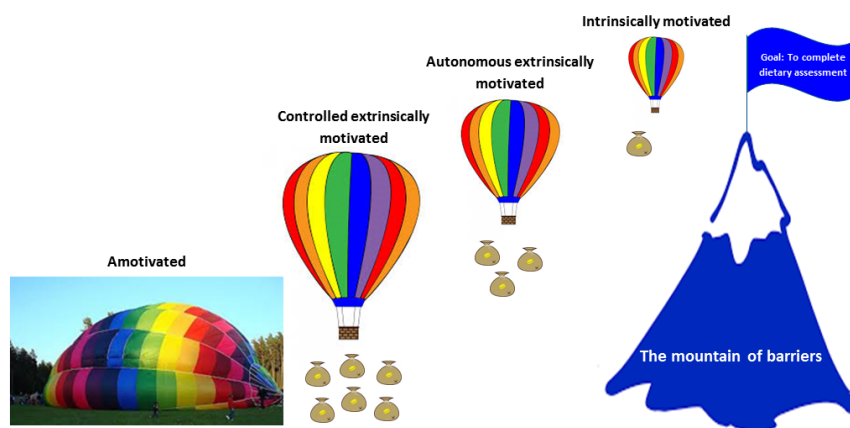 Amotivated
Controlled extrinsically
motivated
Autonomous extrinsically
motivated
Intrinsically motivated
Goal: To complete
dietary assessment
The mountain of barriers